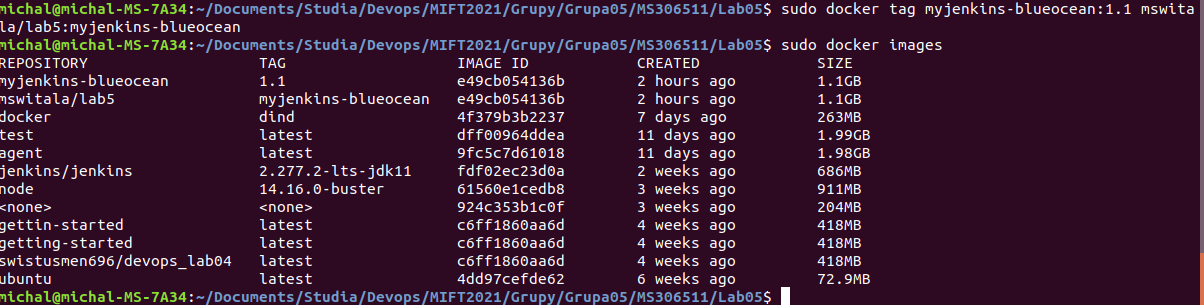 michal@michal-MS-7A34:~/Documents/Studia/Devops/MIFT2021/Grupy/Grupa05/MS306511/Lab05$ sudo docker tag myjenkins-blueocean:1.1 mswita
la/lab5:myjenkins-blueocean
michal@michal-MS-7A34:~/Documents/Studia/Devops/MIFT2021/Grupy/Grupa05/MS306511/Lab05$ sudo docker images
REPOSITORY TAG IMAGE ID CREATED SIZE
myjenkins-blueocean 1.1 e49cb054136b 2 hours ago 1.1GB
mswitala/lab5 myjenkins-blueocean e49cb054136b 2 hours ago 1.1GB
docker dind 4f379b3b2237 7 days ago 263MB
test latest dff00964ddea 11 days ago 1.99GB
agent latest 9fc5c7d61018 11 days ago 1.98GB
jenkins/jenkins 2.277.2-lts-jdk11 fdf02ec23d0a 2 weeks ago 686MB
node 14.16.0-buster 61560e1cedb8 3 weeks ago 911MB
<none> <none> 924c353b1c0f 3 weeks ago 204MB
gettin-started latest c6ff1860aa6d 4 weeks ago 418MB
getting-started latest c6ff1860aa6d 4 weeks ago 418MB
swistusmen696/devops_lab04 latest c6ff1860aa6d 4 weeks ago 418MB
ubuntu latest 4dd97cefde62 6 weeks ago 72.9MB
michal@michal-MS-7A34:~/Documents/Studia/Devops/MIFT2021/Grupy/Grupa05/MS306511/Lab05$